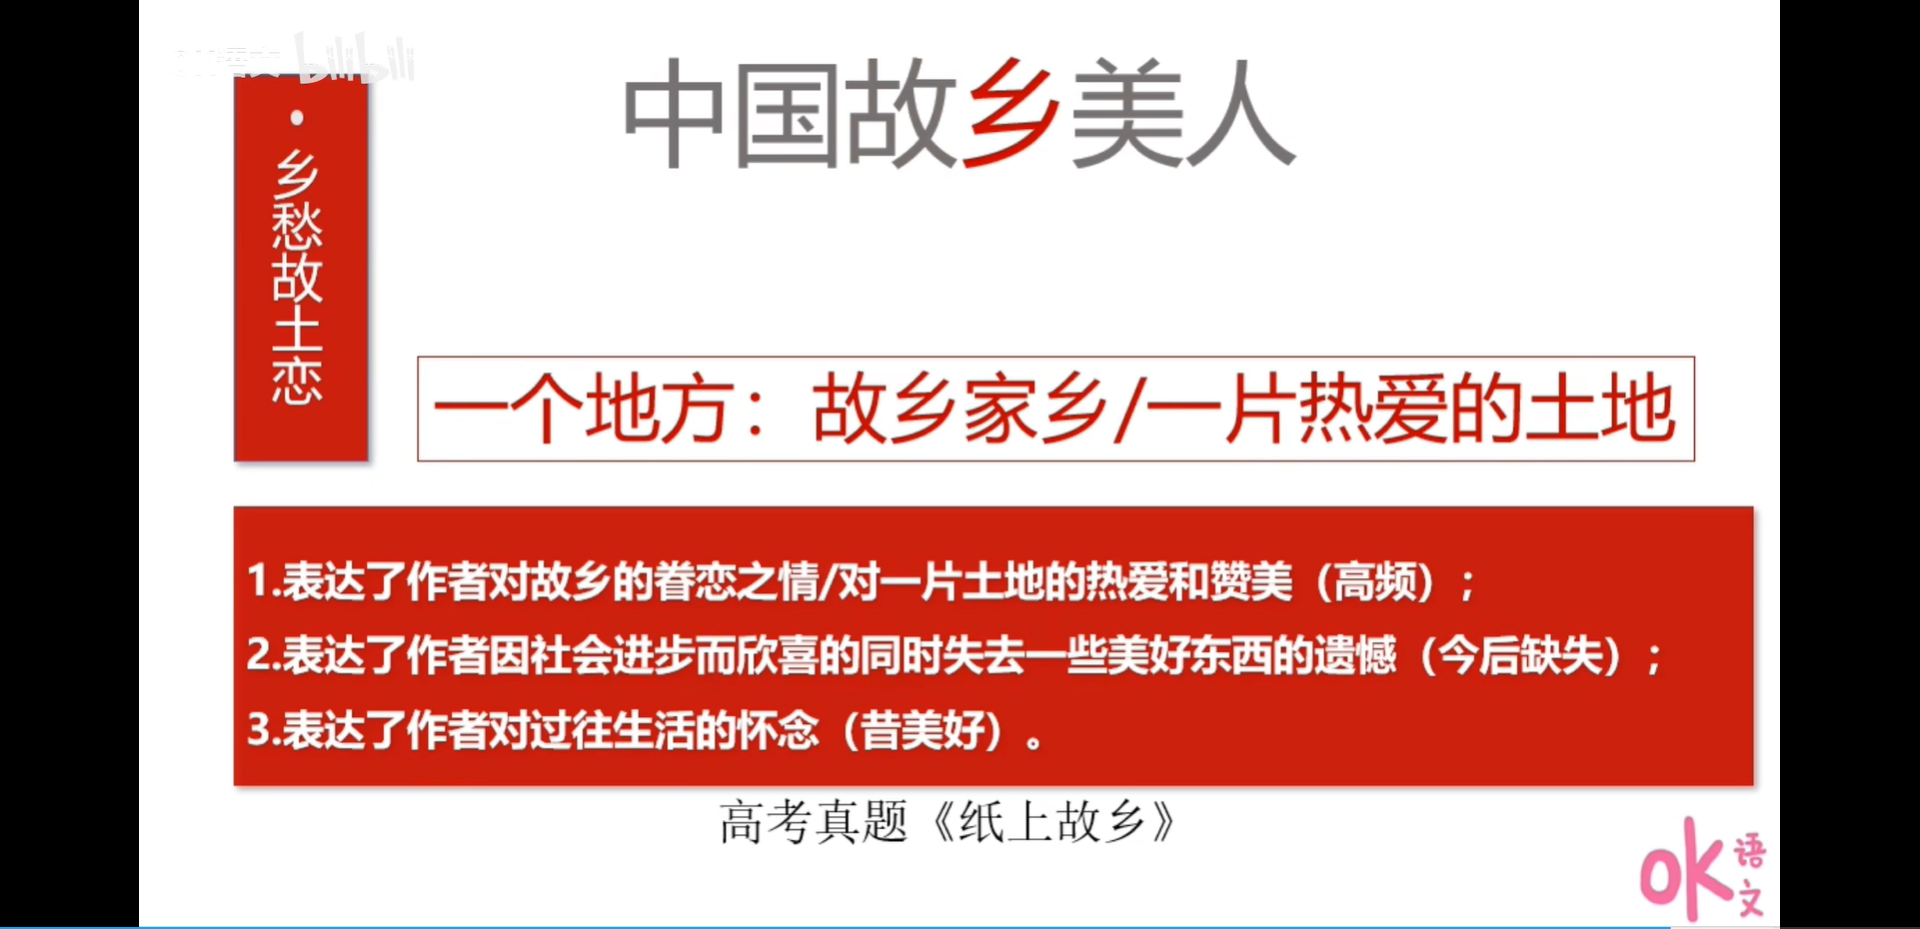 bilibili
中国故乡美人
•乡愁故土恋
一个地方：故乡家乡/一片热爱的土地
1.表达了作者对故乡的眷恋之情/对一片土地的热爱和赞美（高频）；
2.表达了作者因社会进步而欣喜的同时失去一些美好东西的遗憾（今后缺失）；
3.表达了作者对过往生活的怀念（昔美好）。
高考真题《纸上故乡》
ok语文